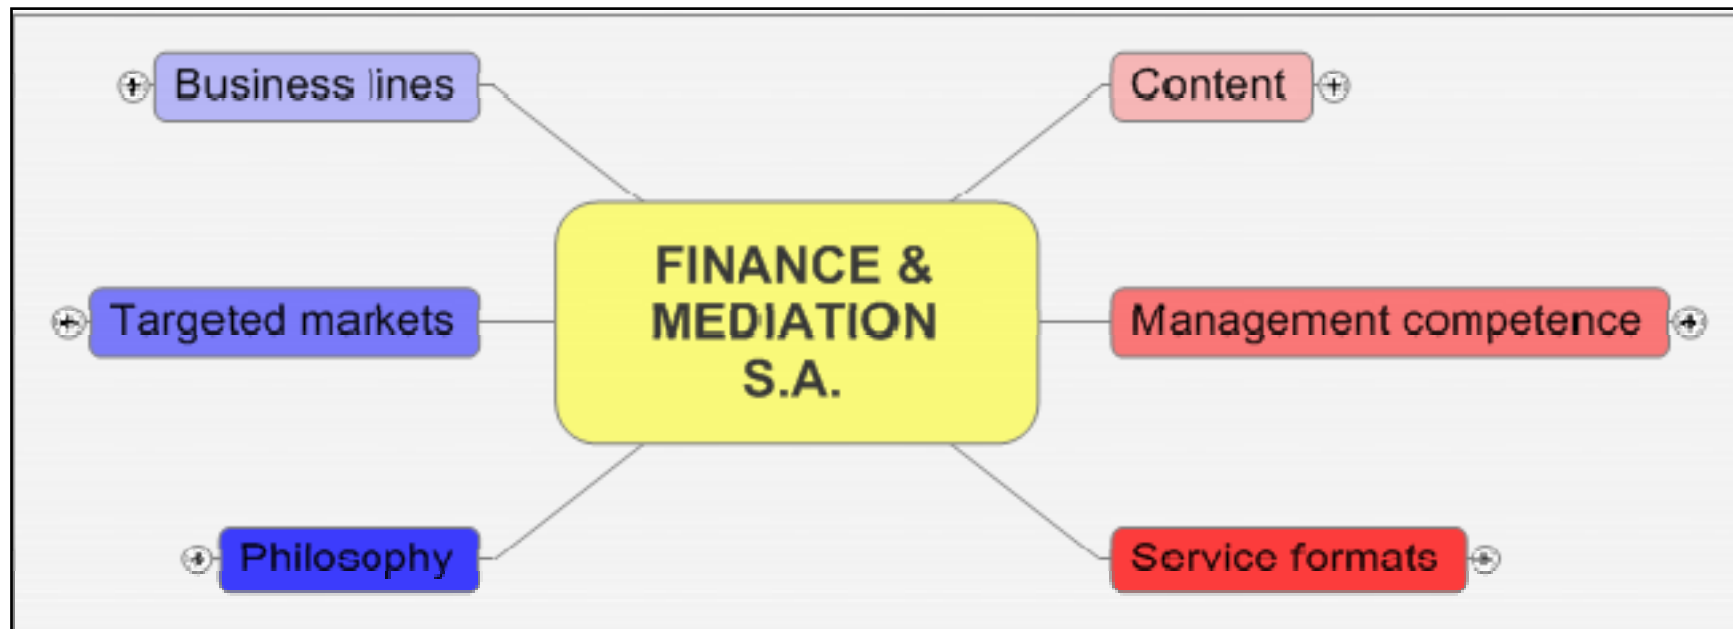 Business lines
Content
FINANCE &
MEDIATION
S.A.
Targeted markets
Management competence
Philosophy
Service formats